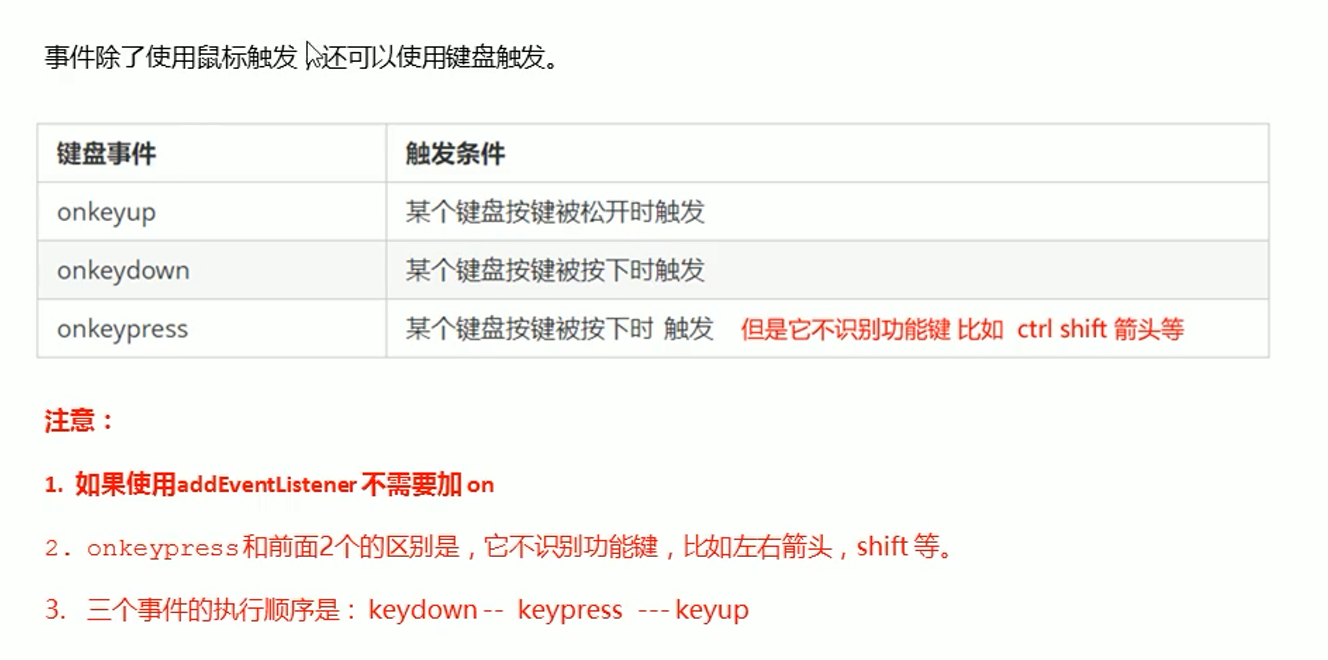 事件除了使用鼠标触发，还可以使用键盘触发。
键盘事件 触发条件
onkeyup 某个键盘按键被松开时触发
onkeydown 某个键盘按键被按下时触发
onkeypress 某个键盘按键被按下时 触发 但是它不识别功能键 比如 ctrl shift 箭头等
注意：
1. 如果使用addEventListener 不需要加 on
2. onkeypress和前面2个的区别是，它不识别功能键，比如左右箭头，shift 等。
3. 三个事件的执行顺序是：keydown -- keypress --- keyup